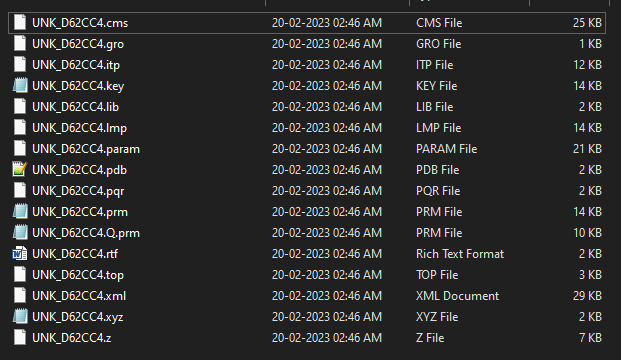 UNK_D62CC4.cms 20-02-2023 02:46 AM CMS File 25 KB
UNK_D62CC4.gro 20-02-2023 02:46 AM GRO File 1 KB
UNK_D62CC4.itp 20-02-2023 02:46 AM ITP File 12 KB
UNK_D62CC4.key 20-02-2023 02:46 AM KEY File 14 KB
UNK_D62CC4.lib 20-02-2023 02:46 AM LIB File 2 KB
UNK_D62CC4.lmp 20-02-2023 02:46 AM LMP File 14 KB
UNK_D62CC4.param 20-02-2023 02:46 AM PARAM File 21 KB
UNK_D62CC4.pdb 20-02-2023 02:46 AM PDB File 2 KB
UNK_D62CC4.pqr 20-02-2023 02:46 AM PQR File 2 KB
UNK_D62CC4.prm 20-02-2023 02:46 AM PRM File 14 KB
UNK_D62CC4.Q.prm 20-02-2023 02:46 AM PRM File 10 KB
UNK_D62CC4.rtf 20-02-2023 02:46 AM Rich Text Format 2 KB
UNK_D62CC4.top 20-02-2023 02:46 AM TOP File 3 KB
UNK_D62CC4.xml 20-02-2023 02:46 AM XML Document 29 KB
UNK_D62CC4.xyz 20-02-2023 02:46 AM XYZ File 2 KB
UNK_D62CC4.z 20-02-2023 02:46 AM Z File 7 KB